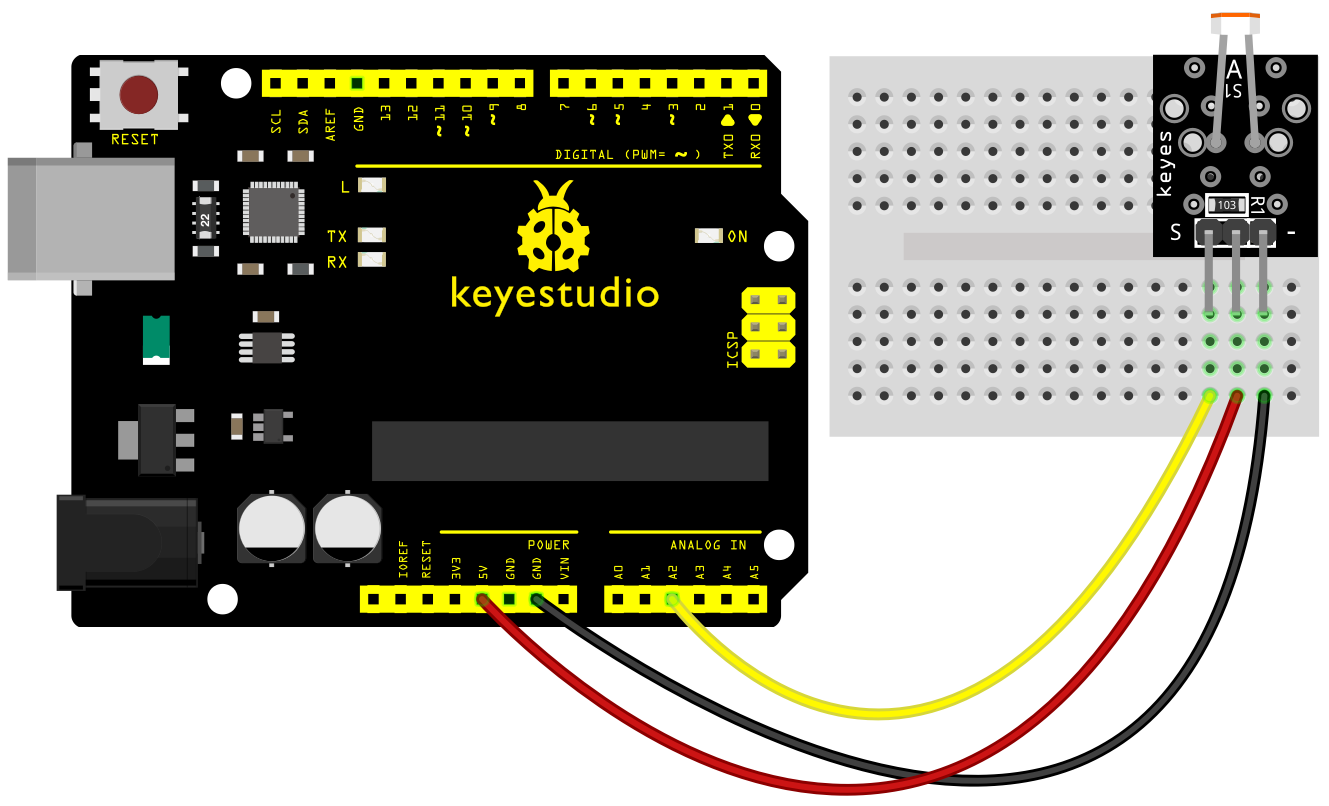 RESET
SCL
SDA
AREF
GND
13
12
~11
~10
~9
8
7
~6
~5
4
~3
2
TX0 1
RX0 0
DIGITAL (PWM= ~ )
L
TX
RX
22
ON
keyestudio
ICSP
POWER
ANALOG IN
IOREF
RESET
3V3
5V
GND
GND
VIN
A0
A1
A2
A3
A4
A5
A
S1
keyes
103
R1
S
-